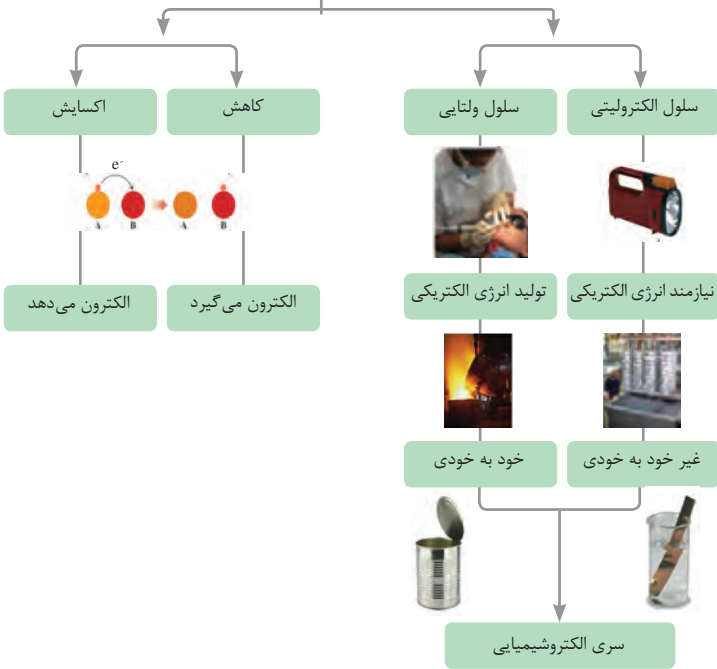 سلول الکترولیتی
سلول ولتایی
کاهش
اکسایش
e-
A B A B
نیازمند انرژی الکتریکی
تولید انرژی الکتریکی
الکترون می‌گیرد
الکترون می‌دهد
غیر خود به خودی
خود به خودی
سری الکتروشیمیایی